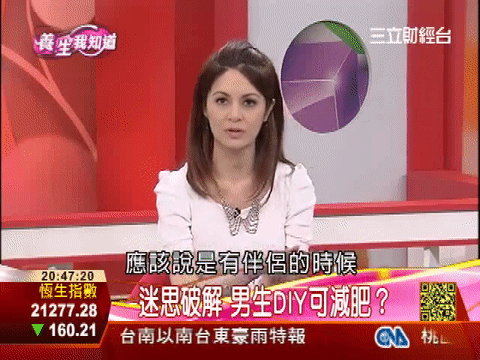 養生我知道
三立財經台
應該說是有伴侶的時候
迷思破解 男生DIY可減肥？
20:47:20
恆生指數
21277.28
▼160.21
台南以南台東豪雨特報
CNA 桃